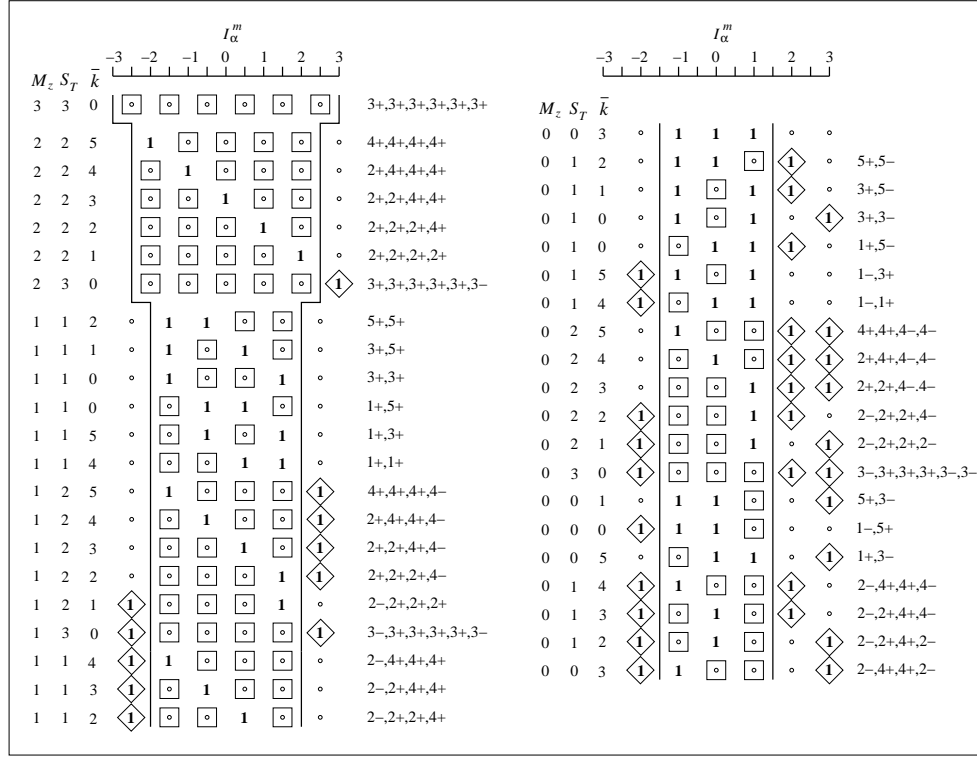 I_α^m
−3 −2 −1 0 1 2 3
M_z S_T k̄
3 3 0 ∘ ∘ ∘ ∘ ∘ ∘ 3+,3+,3+,3+,3+,3+
2 2 5 1 ∘ ∘ ∘ ∘ ∘ 4+,4+,4+,4+
2 2 4 ∘ 1 ∘ ∘ ∘ ∘ 2+,4+,4+,4+
2 2 3 ∘ ∘ 1 ∘ ∘ ∘ 2+,2+,4+,4+
2 2 2 ∘ ∘ ∘ 1 ∘ ∘ 2+,2+,2+,4+
2 2 1 ∘ ∘ ∘ ∘ 1 ∘ 2+,2+,2+,2+
2 3 0 ∘ ∘ ∘ ∘ ∘ 1 3+,3+,3+,3+,3+,3−
1 1 2 ∘ 1 1 ∘ ∘ ∘ 5+,5+
1 1 1 ∘ 1 ∘ 1 ∘ ∘ 3+,5+
1 1 0 ∘ 1 ∘ ∘ 1 ∘ 3+,3+
1 1 0 ∘ ∘ 1 1 ∘ ∘ 1+,5+
1 1 5 ∘ ∘ 1 ∘ 1 ∘ 1+,3+
1 1 4 ∘ ∘ ∘ 1 1 ∘ 1+,1+
1 2 5 ∘ 1 ∘ ∘ ∘ 1 4+,4+,4+,4−
1 2 4 ∘ ∘ 1 ∘ ∘ 1 2+,4+,4+,4−
1 2 3 ∘ ∘ ∘ 1 ∘ 1 2+,2+,4+,4−
1 2 2 ∘ ∘ ∘ ∘ 1 1 2+,2+,2+,4−
1 2 1 1 ∘ ∘ ∘ 1 ∘ 2−,2+,2+,2+
1 3 0 1 ∘ ∘ ∘ ∘ 1 3−,3+,3+,3+,3+,3−
1 1 4 1 1 ∘ ∘ ∘ ∘ 2−,4+,4+,4+
1 1 3 1 ∘ 1 ∘ ∘ ∘ 2−,2+,4+,4+
1 1 2 1 ∘ ∘ 1 ∘ ∘ 2−,2+,2+,4+
I_α^m
−3 −2 −1 0 1 2 3
M_z S_T k̄
0 0 3 ∘ 1 1 1 ∘ ∘
0 1 2 ∘ 1 1 ∘ 1 ∘ 5+,5−
0 1 1 ∘ 1 ∘ 1 1 ∘ 3+,5−
0 1 0 ∘ 1 ∘ 1 ∘ 1 3+,3−
0 1 0 ∘ ∘ 1 1 1 ∘ 1+,5−
0 1 5 1 1 ∘ 1 ∘ ∘ 1−,3+
0 1 4 1 ∘ 1 1 ∘ ∘ 1−,1+
0 2 5 ∘ 1 ∘ ∘ 1 1 4+,4+,4−,4−
0 2 4 ∘ ∘ 1 ∘ 1 1 2+,4+,4−,4−
0 2 3 ∘ ∘ ∘ 1 1 1 2+,2+,4−.4−
0 2 2 1 ∘ ∘ 1 1 ∘ 2−,2+,2+,4−
0 2 1 1 ∘ ∘ 1 ∘ 1 2−,2+,2+,2−
0 3 0 1 ∘ ∘ ∘ 1 1 3−,3+,3+,3+,3−,3−
0 0 1 ∘ 1 1 ∘ ∘ 1 5+,3−
0 0 0 1 1 1 ∘ ∘ ∘ 1−,5+
0 0 5 ∘ ∘ 1 1 ∘ 1 1+,3−
0 1 4 1 1 ∘ ∘ 1 ∘ 2−,4+,4+,4−
0 1 3 1 ∘ 1 ∘ 1 ∘ 2−,2+,4+,4−
0 1 2 1 ∘ 1 ∘ ∘ 1 2−,2+,4+,2−
0 0 3 1 1 ∘ ∘ ∘ 1 2−,4+,4+,2−